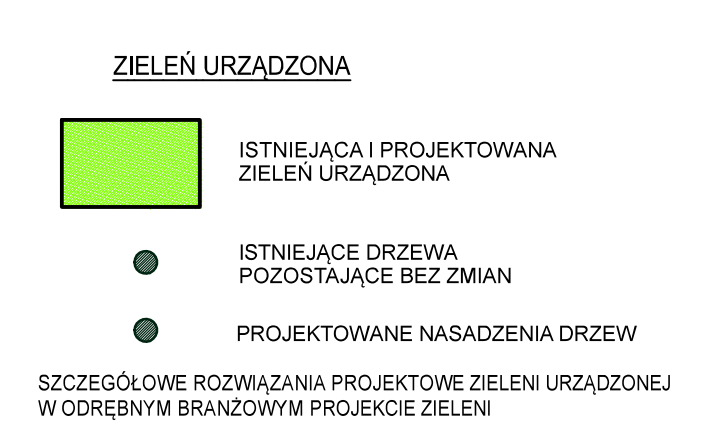 ZIELEŃ URZĄDZONA
ISTNIEJĄCA I PROJEKTOWANA
ZIELEŃ URZĄDZONA
ISTNIEJĄCE DRZEWA
POZOSTAJĄCE BEZ ZMIAN
PROJEKTOWANE NASADZENIA DRZEW
SZCZEGÓŁOWE ROZWIĄZANIA PROJEKTOWE ZIELENI URZĄDZONEJ
W ODRĘBNYM BRANŻOWYM PROJEKCIE ZIELENI